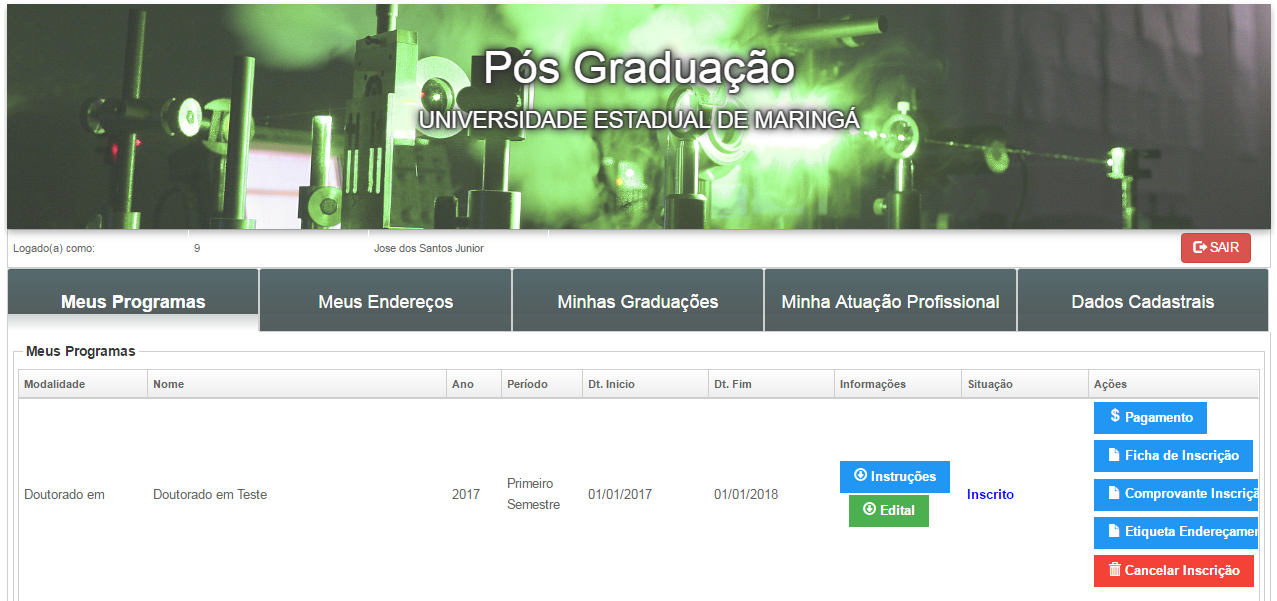 Pós Graduação
UNIVERSIDADE ESTADUAL DE MARINGÁ
Logado(a) como: 9 Jose dos Santos Junior SAIR
Meus Programas Meus Endereços Minhas Graduações Minha Atuação Profissional Dados Cadastrais
Meus Programas
Modalidade Nome Ano Período Dt. Inicio Dt. Fim Informações Situação Ações
Doutorado em Doutorado em Teste 2017 Primeiro Semestre 01/01/2017 01/01/2018 Instruções Edital Inscrito
$ Pagamento
Ficha de Inscrição
Comprovante Inscriçã
Etiqueta Endereçamen
Cancelar Inscrição